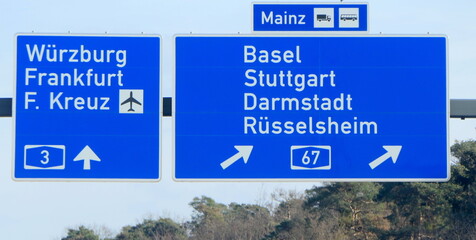 Mainz
Würzburg
Frankfurt
F. Kreuz
3
Basel
Stuttgart
Darmstadt
Rüsselsheim
67